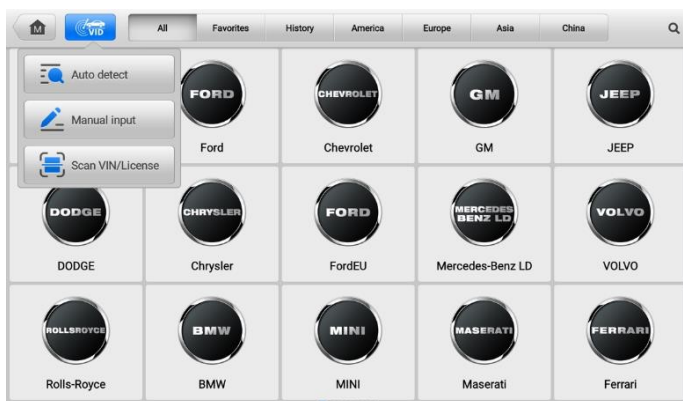 M
VID
All
Favorites
History
America
Europe
Asia
China
Auto detect
Manual input
Scan VIN/License
FORD
CHEVROLET
GM
JEEP
Ford
Chevrolet
GM
JEEP
DODGE
CHRYSLER
FORD
MERCEDES
BENZ LD
VOLVO
DODGE
Chrysler
FordEU
Mercedes-Benz LD
VOLVO
ROLLSROYCE
BMW
MINI
MASERATI
FERRARI
Rolls-Royce
BMW
MINI
Maserati
Ferrari